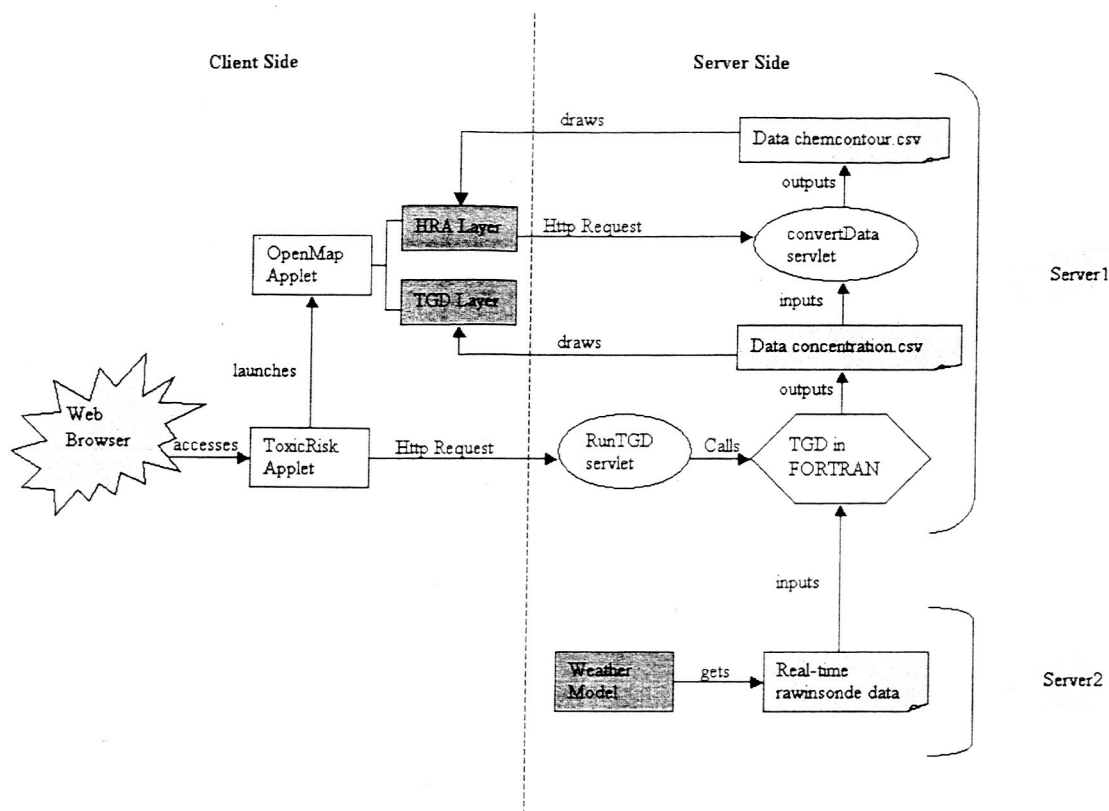 Client Side
Server Side
draws
Data chemcontour.csv
outputs
HRA Layer
Http Request
convertData
servlet
OpenMap
Applet
Server1
TGD Layer
inputs
draws
Data concentration.csv
launches
outputs
Web
Browser
accesses
ToxicRisk
Applet
Http Request
RunTGD
servlet
Calls
TGD in
FORTRAN
inputs
Weather
Model
gets
Real-time
rawinsonde data
Server2